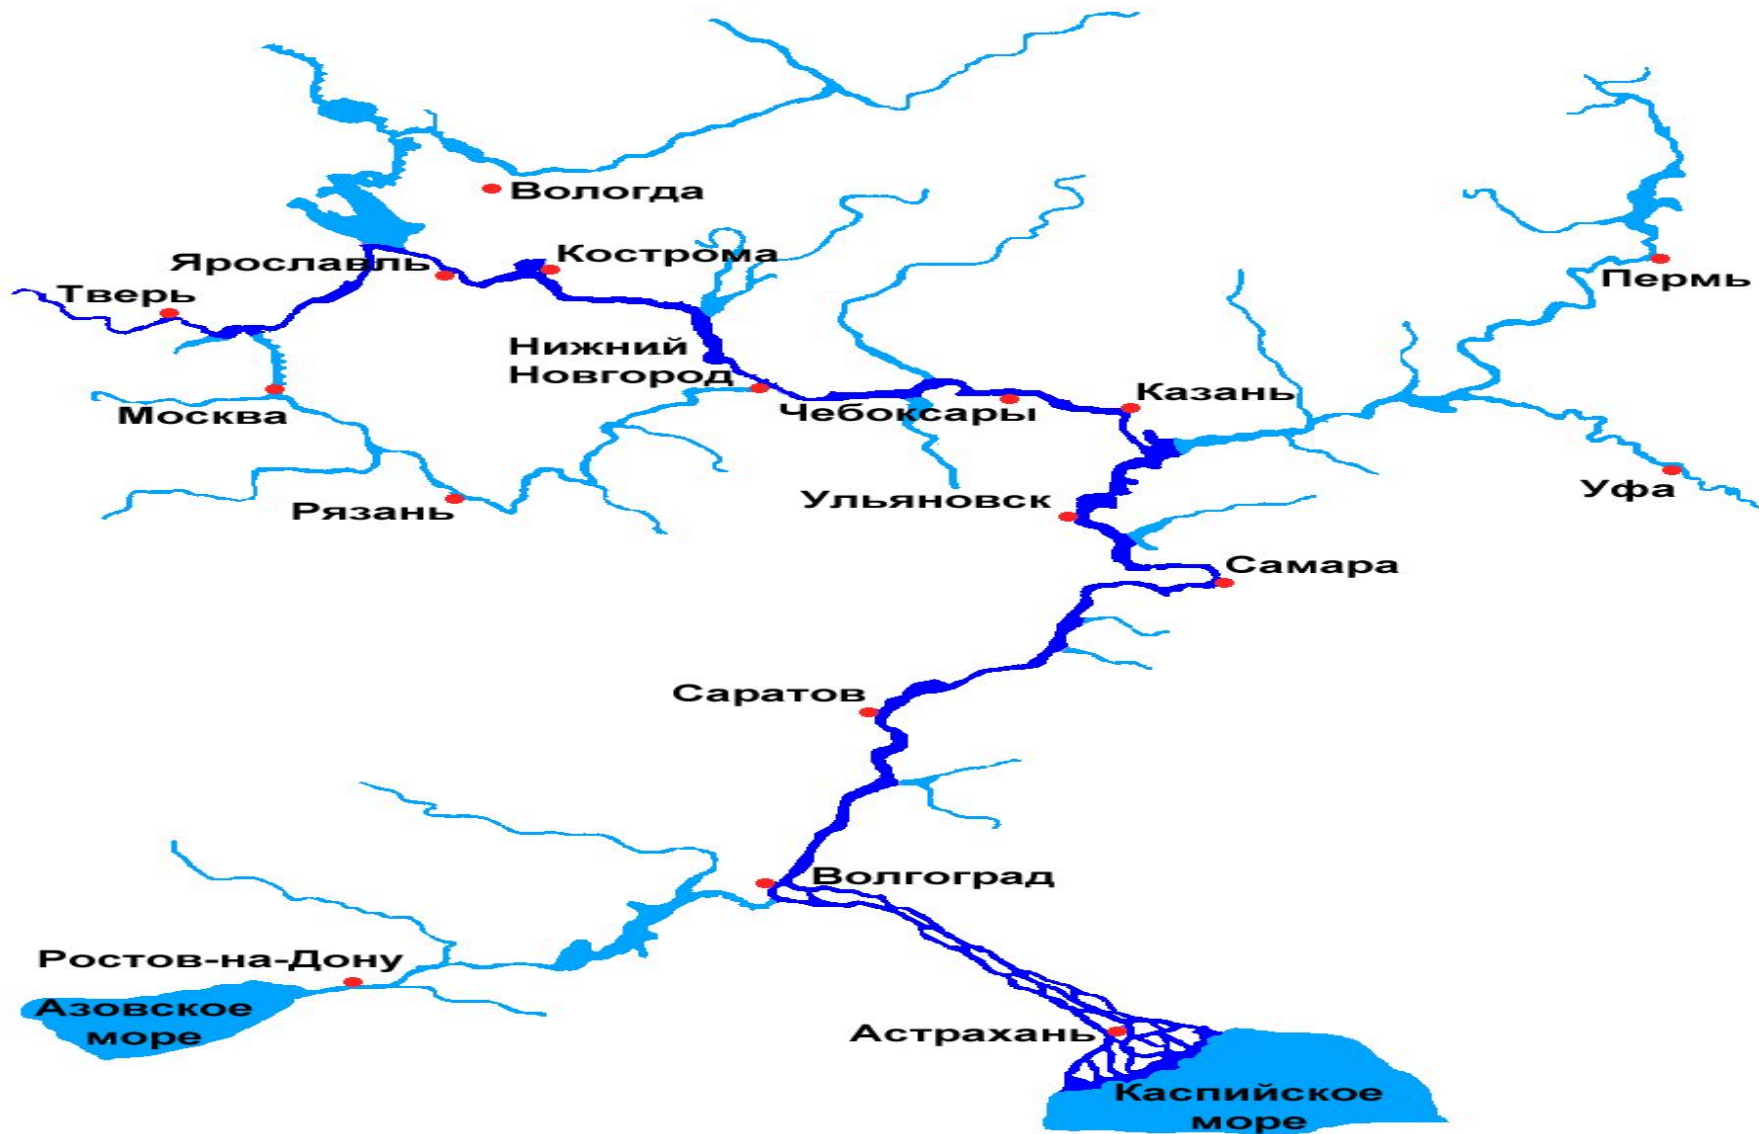 Вологда
Кострома
Ярославль
Тверь
Пермь
Нижний
Новгород
Москва
Чебоксары
Казань
Рязань
Ульяновск
Уфа
Самара
Саратов
Волгоград
Ростов-на-Дону
Азовское
море
Астрахань
Каспийское
море